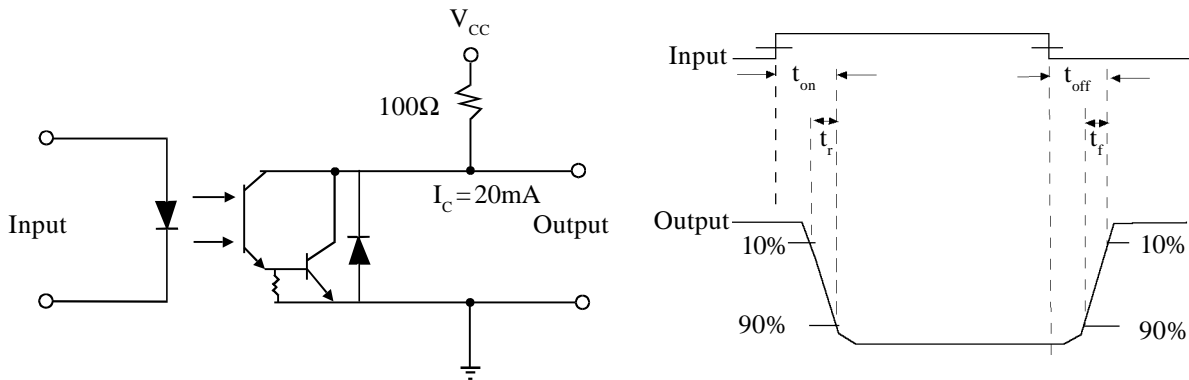 V_CC
100Ω
I_C = 20mA
Input
Output
Input
t_on
t_off
t_r
t_f
Output
10%
10%
90%
90%